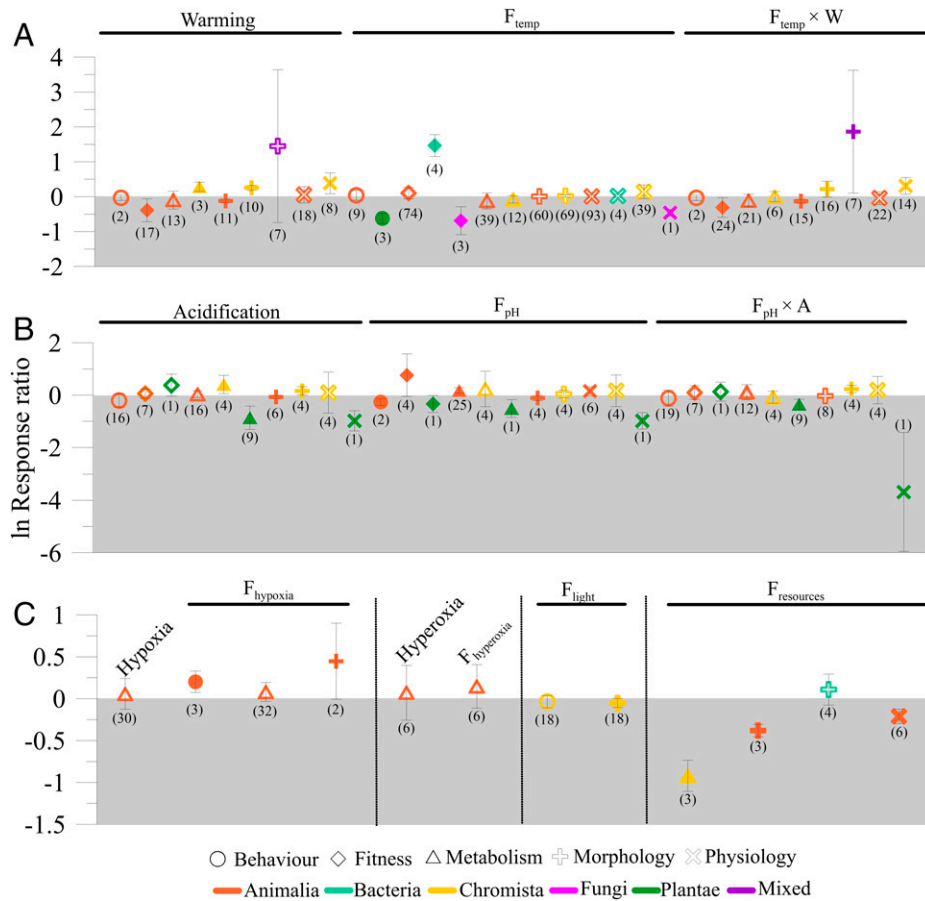 A
Warming F_temp F_temp × W
4
3
2
1
0
-1
-2
(2) (17) (13) (3) (11) (10) (7) (18) (8) (9) (3) (74) (4) (3) (39) (12) (60) (69) (93) (4) (39) (1) (2) (24) (21) (6) (15) (16) (7) (22) (14)
B
Acidification F_pH F_pH × A
ln Response ratio
2
0
-2
-4
-6
(16) (7) (1) (16) (4) (9) (6) (4) (4) (1) (2) (4) (1) (25) (4) (1) (4) (4) (6) (4) (1) (19) (7) (1) (12) (4) (9) (8) (4) (4) (1)
C
Hypoxia F_hypoxia Hyperoxia F_hyperoxia F_light F_resources
1
0.5
0
-0.5
-1
-1.5
(30) (3) (32) (2) (6) (6) (18) (18) (3) (3) (4) (6)
Behaviour Fitness Metabolism Morphology Physiology
Animalia Bacteria Chromista Fungi Plantae Mixed